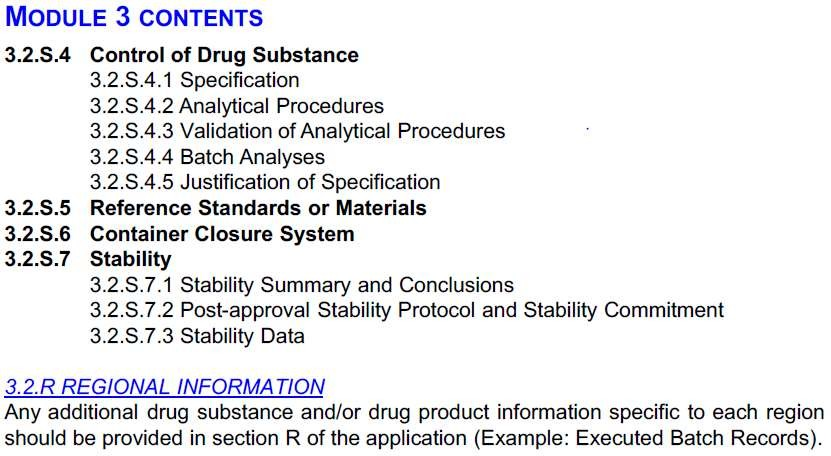 MODULE 3 CONTENTS
3.2.S.4 Control of Drug Substance
3.2.S.4.1 Specification
3.2.S.4.2 Analytical Procedures
3.2.S.4.3 Validation of Analytical Procedures
3.2.S.4.4 Batch Analyses
3.2.S.4.5 Justification of Specification
3.2.S.5 Reference Standards or Materials
3.2.S.6 Container Closure System
3.2.S.7 Stability
3.2.S.7.1 Stability Summary and Conclusions
3.2.S.7.2 Post-approval Stability Protocol and Stability Commitment
3.2.S.7.3 Stability Data
3.2.R REGIONAL INFORMATION
Any additional drug substance and/or drug product information specific to each region
should be provided in section R of the application (Example: Executed Batch Records).